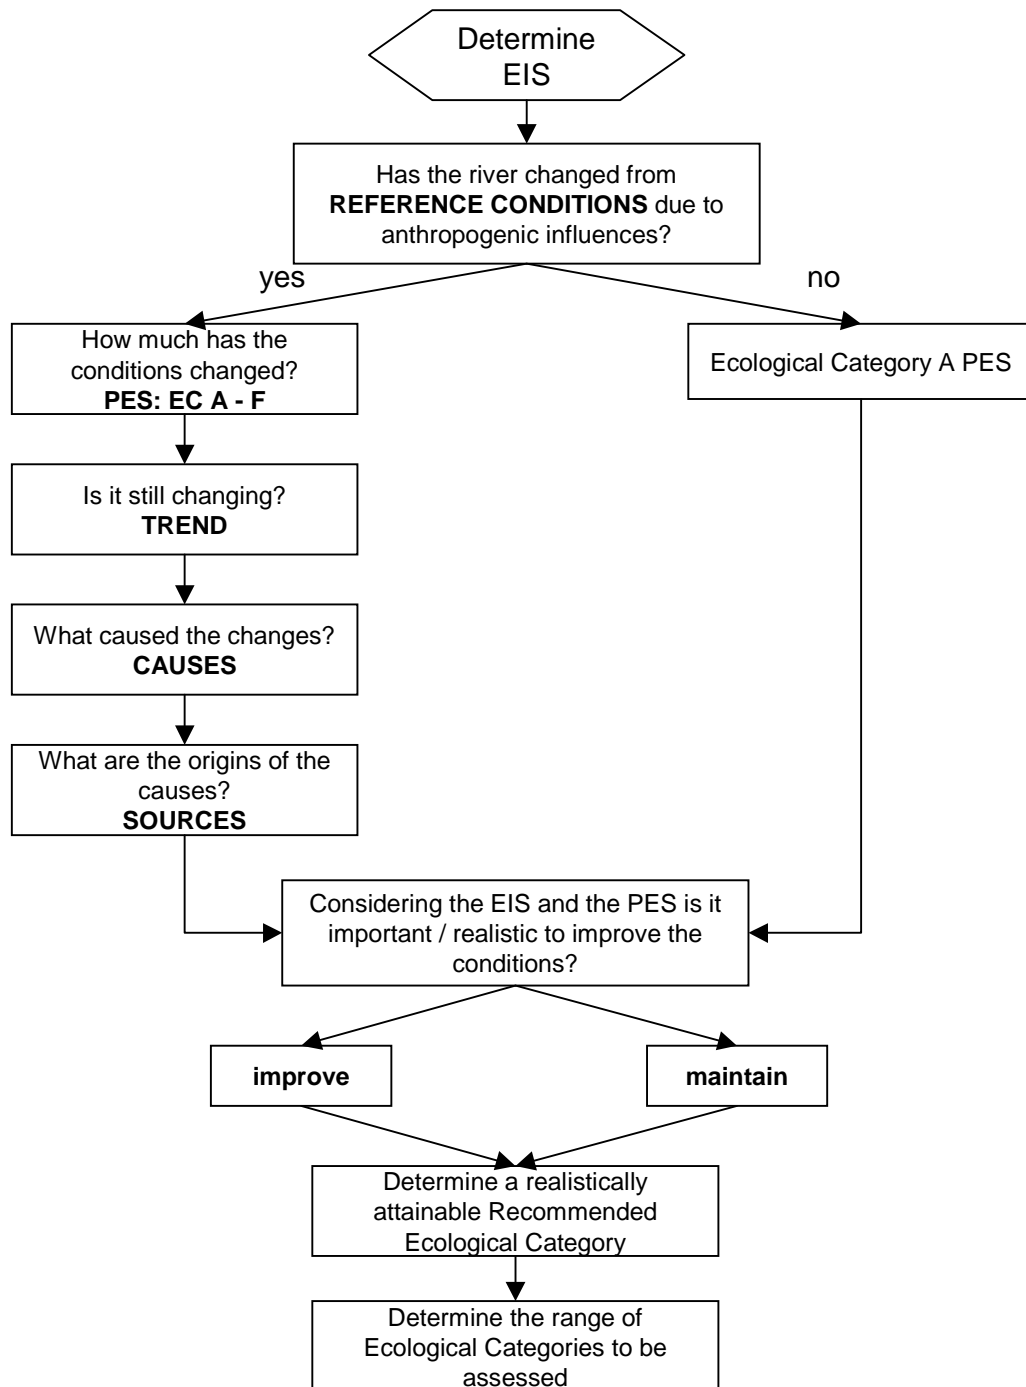 Determine
EIS
Has the river changed from
REFERENCE CONDITIONS due to
anthropogenic influences?
yes
no
How much has the
conditions changed?
PES: EC A - F
Ecological Category A PES
Is it still changing?
TREND
What caused the changes?
CAUSES
What are the origins of the
causes?
SOURCES
Considering the EIS and the PES is it
important / realistic to improve the
conditions?
improve
maintain
Determine a realistically
attainable Recommended
Ecological Category
Determine the range of
Ecological Categories to be
assessed